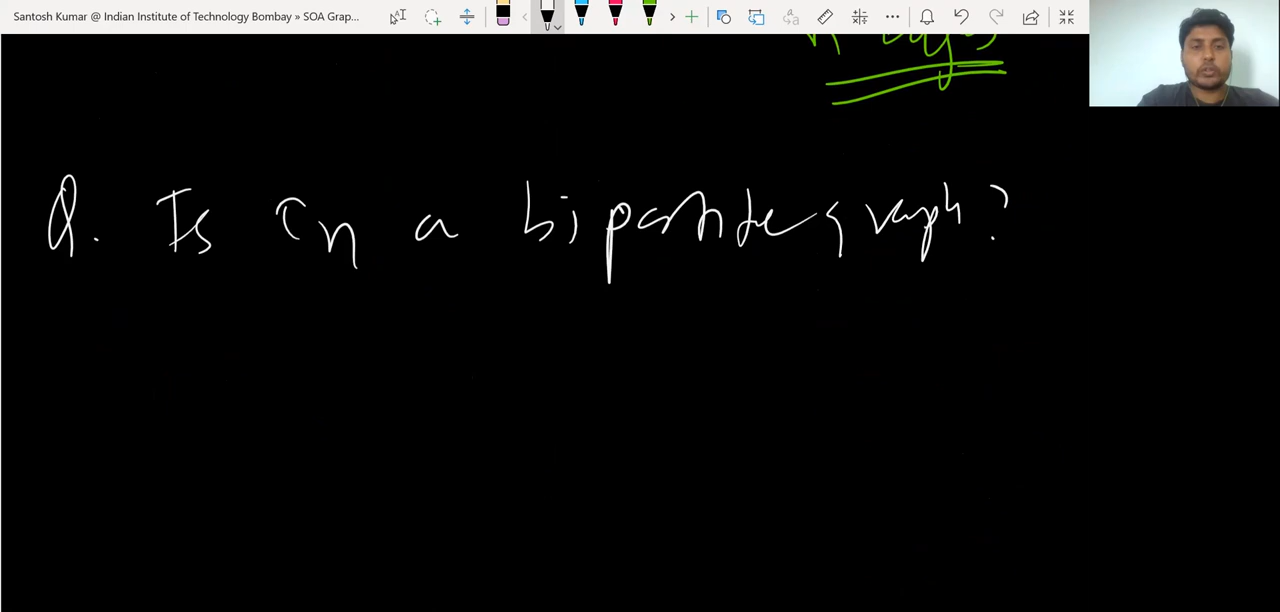 Santosh Kumar @ Indian Institute of Technology Bombay » SOA Grap...
Q. Is Cn a bipartite graph?